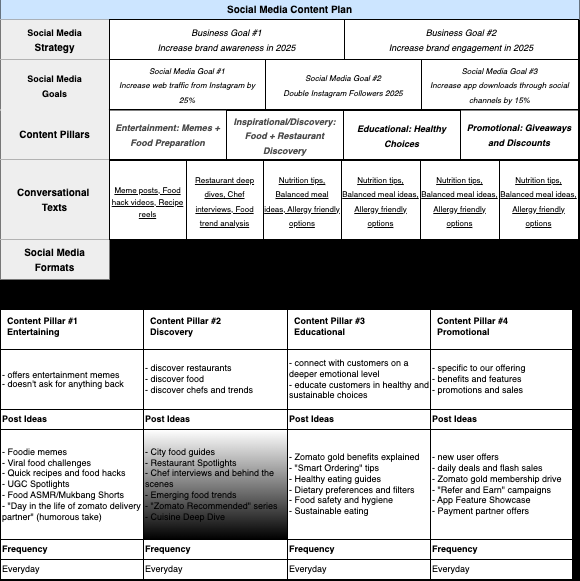 Social Media Content Plan
Social Media
Strategy
Business Goal #1
Increase brand awareness in 2025
Business Goal #2
Increase brand engagement in 2025
Social Media
Goals
Social Media Goal #1
Increase web traffic from Instagram by
25%
Social Media Goal #2
Double Instagram Followers 2025
Social Media Goal #3
Increase app downloads through social
channels by 15%
Content Pillars
Entertainment: Memes +
Food Preparation
Inspirational/Discovery:
Food + Restaurant
Discovery
Educational: Healthy
Choices
Promotional: Giveaways
and Discounts
Conversational
Texts
Meme posts, Food
hack videos, Recipe
reels
Restaurant deep
dives, Chef
interviews, Food
trend analysis
Nutrition tips,
Balanced meal
ideas, Allergy friendly
options
Nutrition tips,
Balanced meal ideas,
Allergy friendly
options
Nutrition tips,
Balanced meal ideas,
Allergy friendly
options
Nutrition tips,
Balanced meal ideas,
Allergy friendly
options
Social Media
Formats
Content Pillar #1
Entertaining
Content Pillar #2
Discovery
Content Pillar #3
Educational
Content Pillar #4
Promotional
- offers entertainment memes
- doesn't ask for anything back
- discover restaurants
- discover food
- discover chefs and trends
- connect with customers on a
deeper emotional level
- educate customers in healthy and
sustainable choices
- specific to our offering
- benefits and features
- promotions and sales
Post Ideas
Post Ideas
Post Ideas
Post Ideas
- Foodie memes
- Viral food challenges
- Quick recipes and food hacks
- UGC Spotlights
- Food ASMR/Mukbang Shorts
- "Day in the life of zomato delivery
partner" (humorous take)
- City food guides
- Restaurant Spotlights
- Chef interviews and behind the
scenes
- Emerging food trends
- "Zomato Recommended" series
- Cuisine Deep Dive
- Zomato gold benefits explained
- "Smart Ordering" tips
- Healthy eating guides
- Dietary preferences and filters
- Food safety and hygiene
- Sustainable eating
- new user offers
- daily deals and flash sales
- Zomato gold membership drive
- "Refer and Earn" campaigns
- App Feature Showcase
- Payment partner offers
Frequency
Frequency
Frequency
Frequency
Everyday
Everyday
Everyday
Everyday